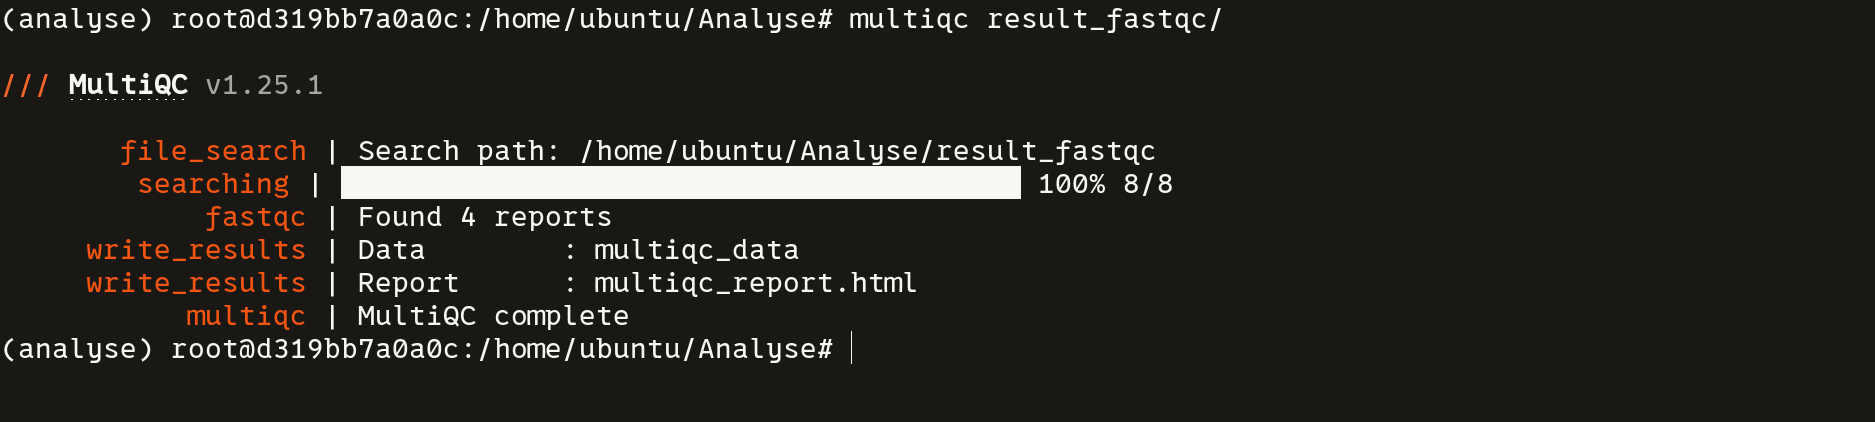 (analyse) root@d319bb7a0a0c:/home/ubuntu/Analyse# multiqc result_fastqc/
/// MultiQC v1.25.1
file_search | Search path: /home/ubuntu/Analyse/result_fastqc
searching | 100% 8/8
fastqc | Found 4 reports
write_results | Data        : multiqc_data
write_results | Report      : multiqc_report.html
multiqc | MultiQC complete
(analyse) root@d319bb7a0a0c:/home/ubuntu/Analyse#